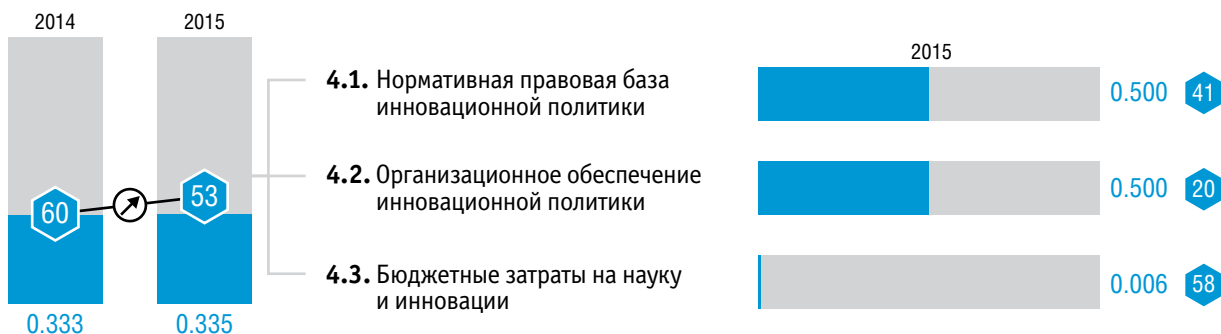 2014
2015
60
53
0.333
0.335
4.1. Нормативная правовая база
инновационной политики
4.2. Организационное обеспечение
инновационной политики
4.3. Бюджетные затраты на науку
и инновации
2015
0.500 41
0.500 20
0.006 58